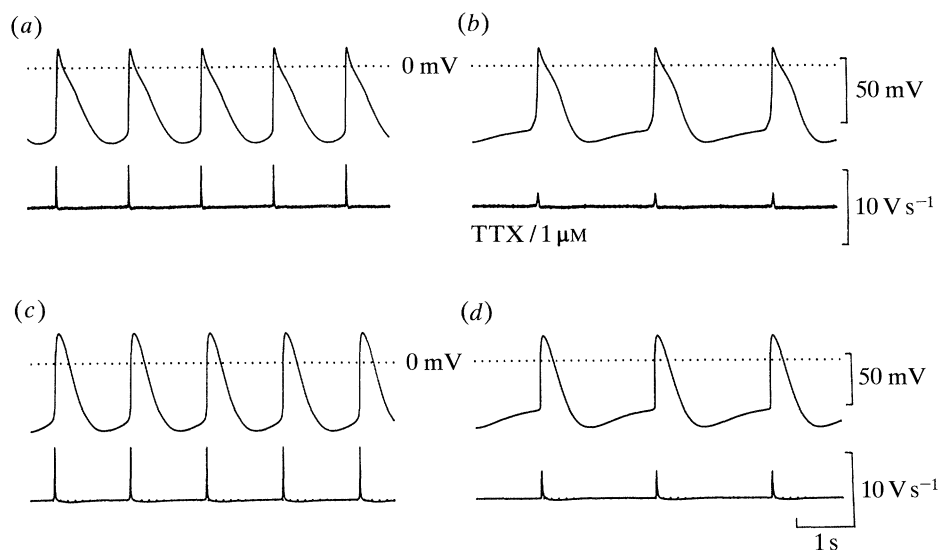 (a)
(b)
0 mV
50 mV
10 V s⁻¹
TTX / 1 μM
(c)
(d)
0 mV
50 mV
10 V s⁻¹
1 s